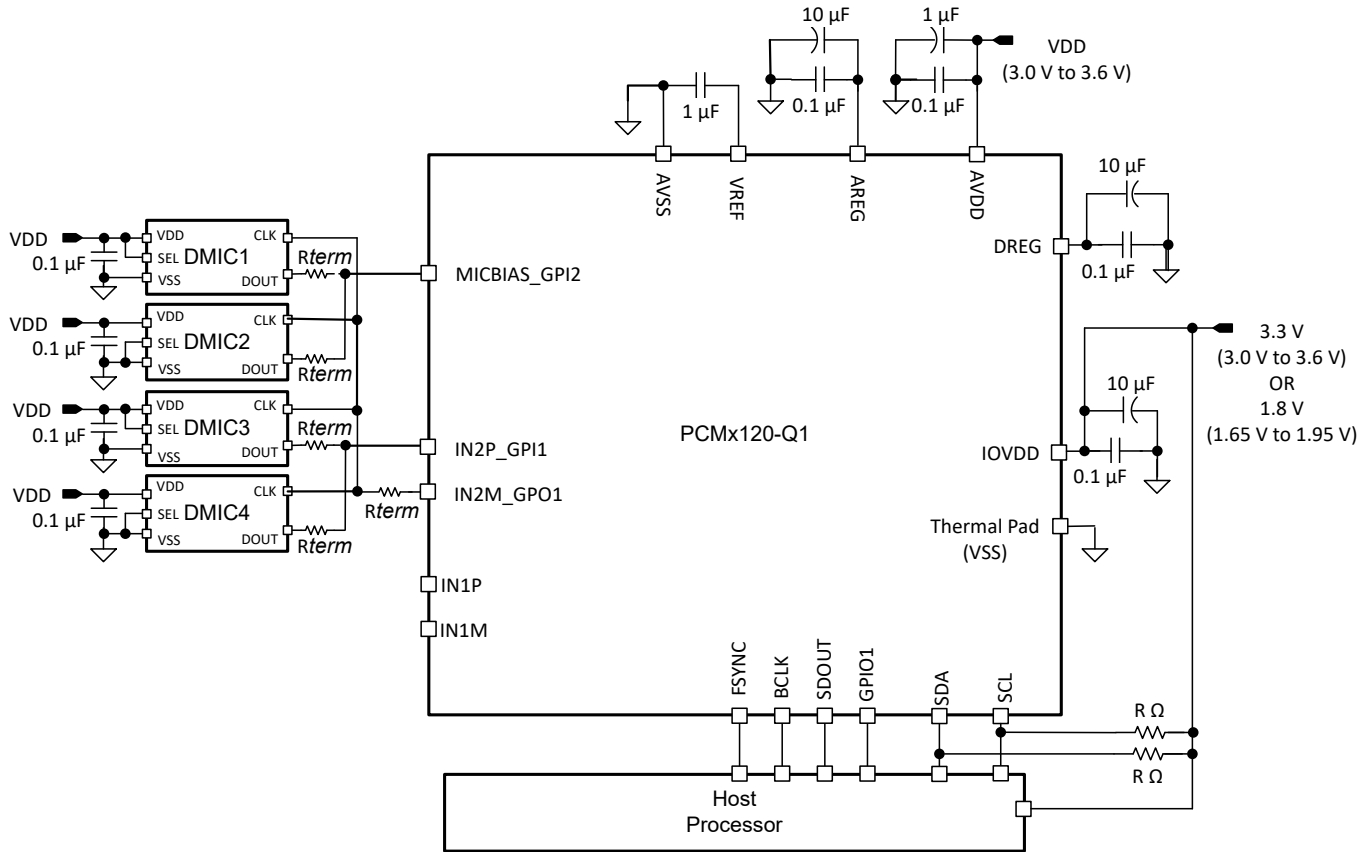 10 µF
1 µF
VDD
(3.0 V to 3.6 V)
0.1 µF
0.1 µF
1 µF
AVSS
VREF
AREG
AVDD
10 µF
DREG
0.1 µF
VDD
0.1 µF
VDD
SEL
VSS
DMIC1
CLK
DOUT
Rterm
MICBIAS_GPI2
VDD
0.1 µF
VDD
SEL
VSS
DMIC2
CLK
DOUT
Rterm
VDD
0.1 µF
VDD
SEL
VSS
DMIC3
CLK
DOUT
Rterm
IN2P_GPI1
VDD
0.1 µF
VDD
SEL
VSS
DMIC4
CLK
DOUT
Rterm
Rterm
IN2M_GPO1
PCMx120-Q1
3.3 V
(3.0 V to 3.6 V)
OR
1.8 V
(1.65 V to 1.95 V)
10 µF
IOVDD
0.1 µF
Thermal Pad
(VSS)
IN1P
IN1M
FSYNC
BCLK
SDOUT
GPIO1
SDA
SCL
R Ω
R Ω
Host
Processor